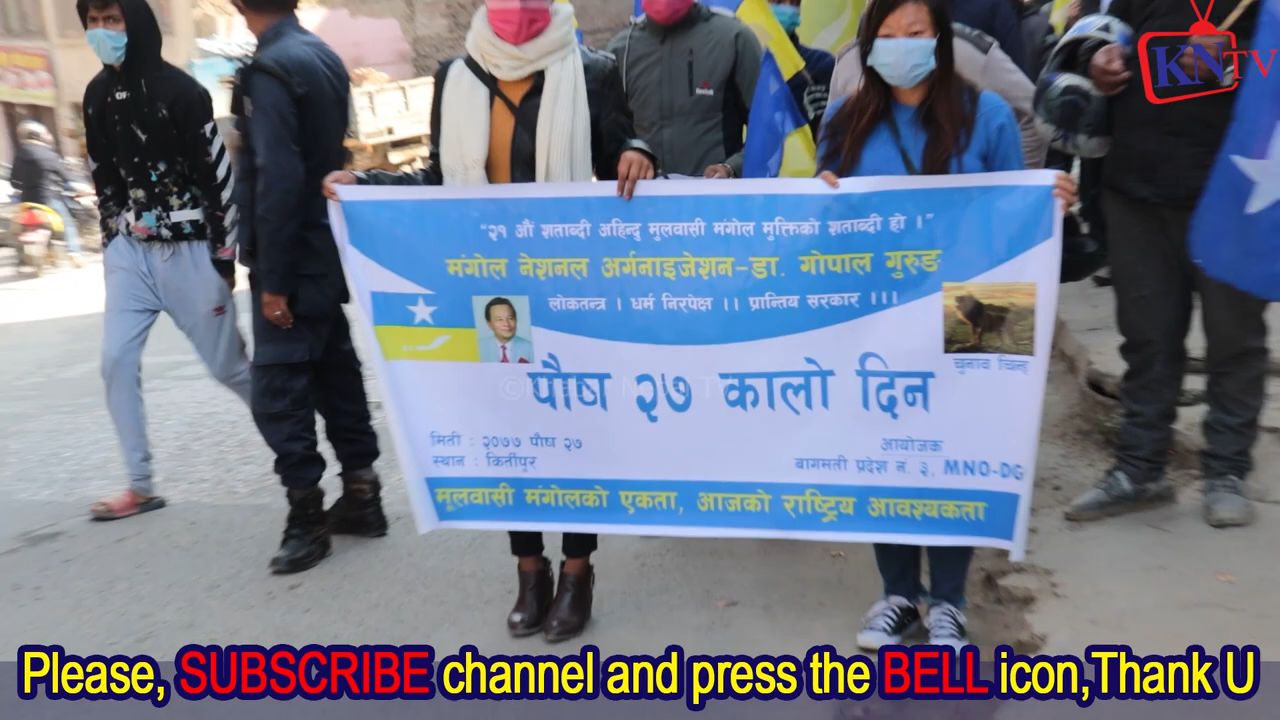 KNTV
"२१ औं शताब्दी अहिन्दु मुलवासी मंगोल मुक्तिको शताब्दी हो ।"
मंगोल नेशनल अर्गनाइजेशन-डा. गोपाल गुरुङ
लोकतन्त्र । धर्म निरपेक्ष ।। प्रान्तिय सरकार ।।।
चुनाव चिन्ह
पौष २७ कालो दिन
मिती : २०७७ पौष २७
स्थान : किर्तीपुर
आयोजक
बागमती प्रदेश नं. ३, MNO-DG
मूलवासी मंगोलको एकता, आजको राष्ट्रिय आवश्यकता
Please, SUBSCRIBE channel and press the BELL icon,Thank U